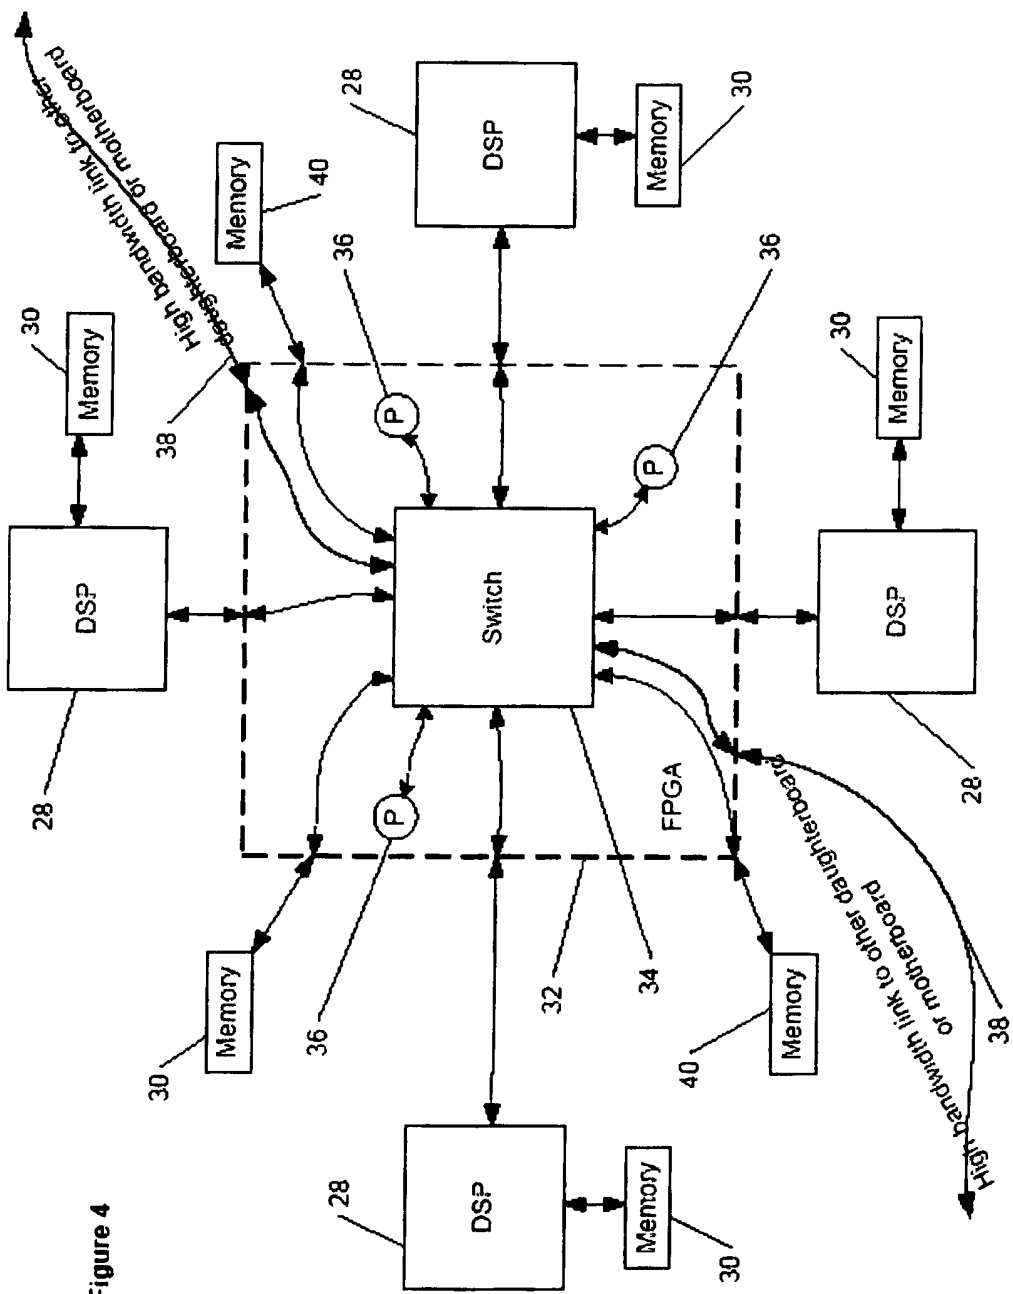 Figure 4
28
30
DSP
Memory
High bandwidth link to other
daughterboard or motherboard
30
38
Memory
Memory
36
40
28
36
28
P
P
DSP
Switch
DSP
32
34
Memory
P
Memory
FPGA
40
30
30
36
Memory
30
DSP
Memory
High bandwidth link to other daughterboard
or motherboard
28
38